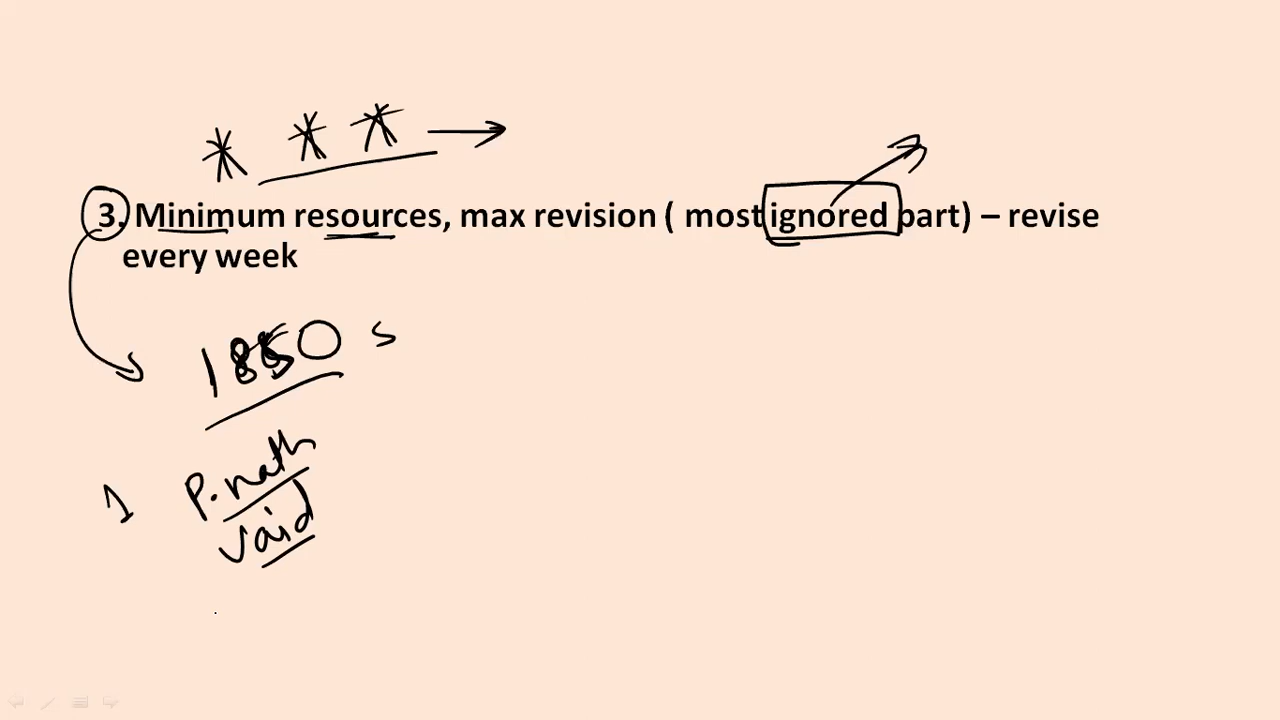 * * *
3. Minimum resources, max revision ( most ignored part) – revise
every week
1850 s
1 P. nath
vaid